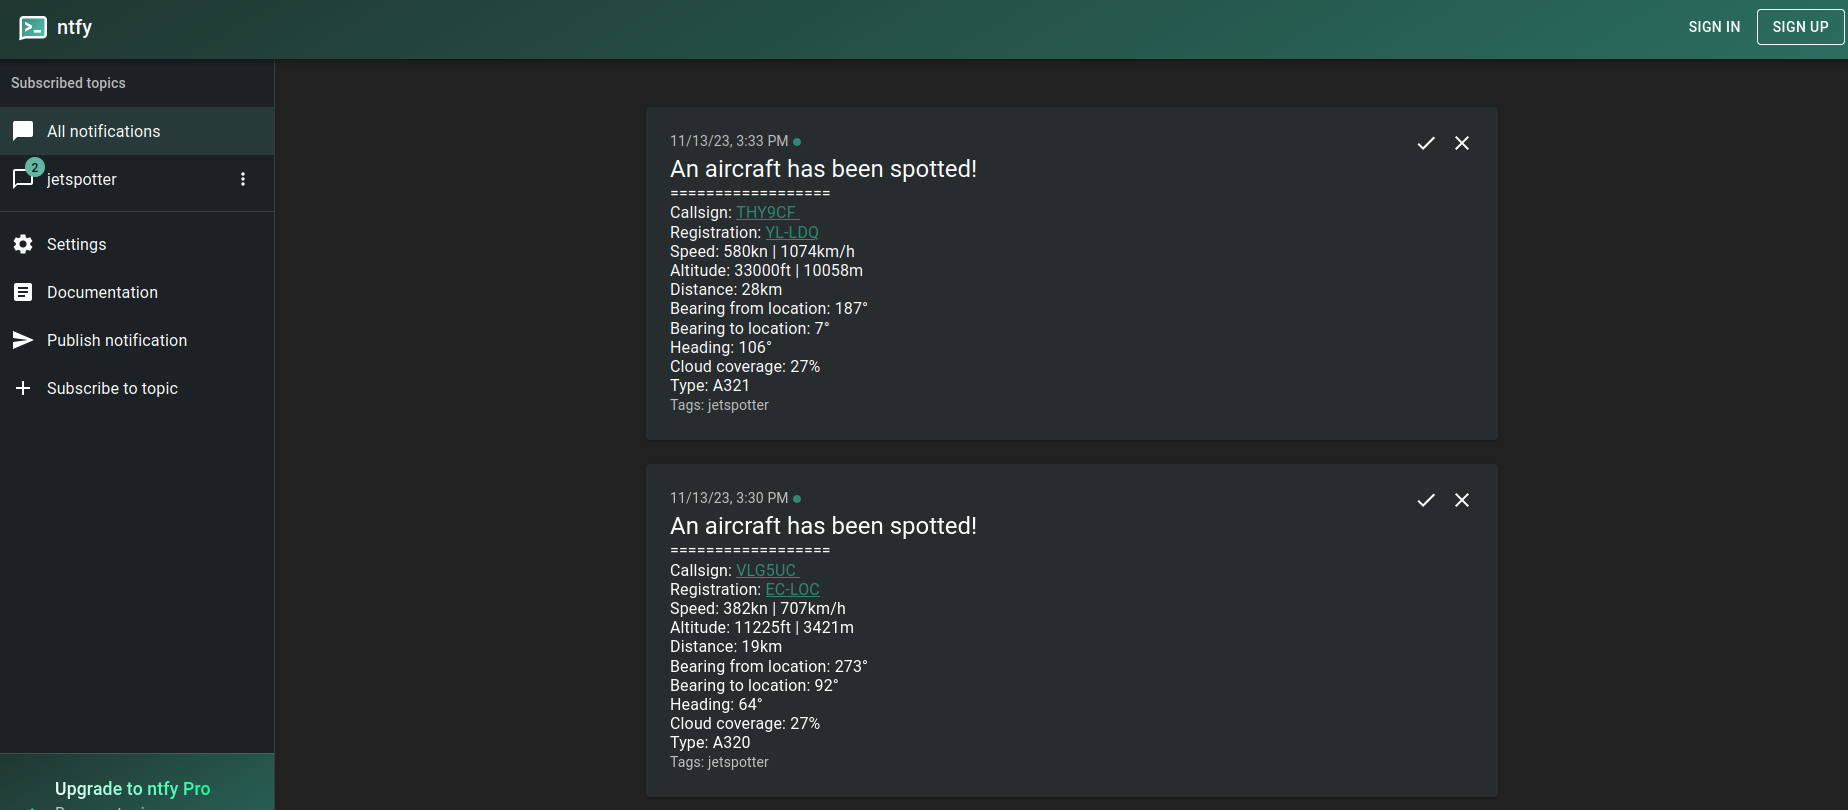 ntfy
SIGN IN
SIGN UP
Subscribed topics
All notifications
2
jetspotter
Settings
Documentation
Publish notification
Subscribe to topic
Upgrade to ntfy Pro
11/13/23, 3:33 PM
An aircraft has been spotted!
==================
Callsign: THY9CF
Registration: YL-LDQ
Speed: 580kn | 1074km/h
Altitude: 33000ft | 10058m
Distance: 28km
Bearing from location: 187°
Bearing to location: 7°
Heading: 106°
Cloud coverage: 27%
Type: A321
Tags: jetspotter
11/13/23, 3:30 PM
An aircraft has been spotted!
==================
Callsign: VLG5UC
Registration: EC-LOC
Speed: 382kn | 707km/h
Altitude: 11225ft | 3421m
Distance: 19km
Bearing from location: 273°
Bearing to location: 92°
Heading: 64°
Cloud coverage: 27%
Type: A320
Tags: jetspotter